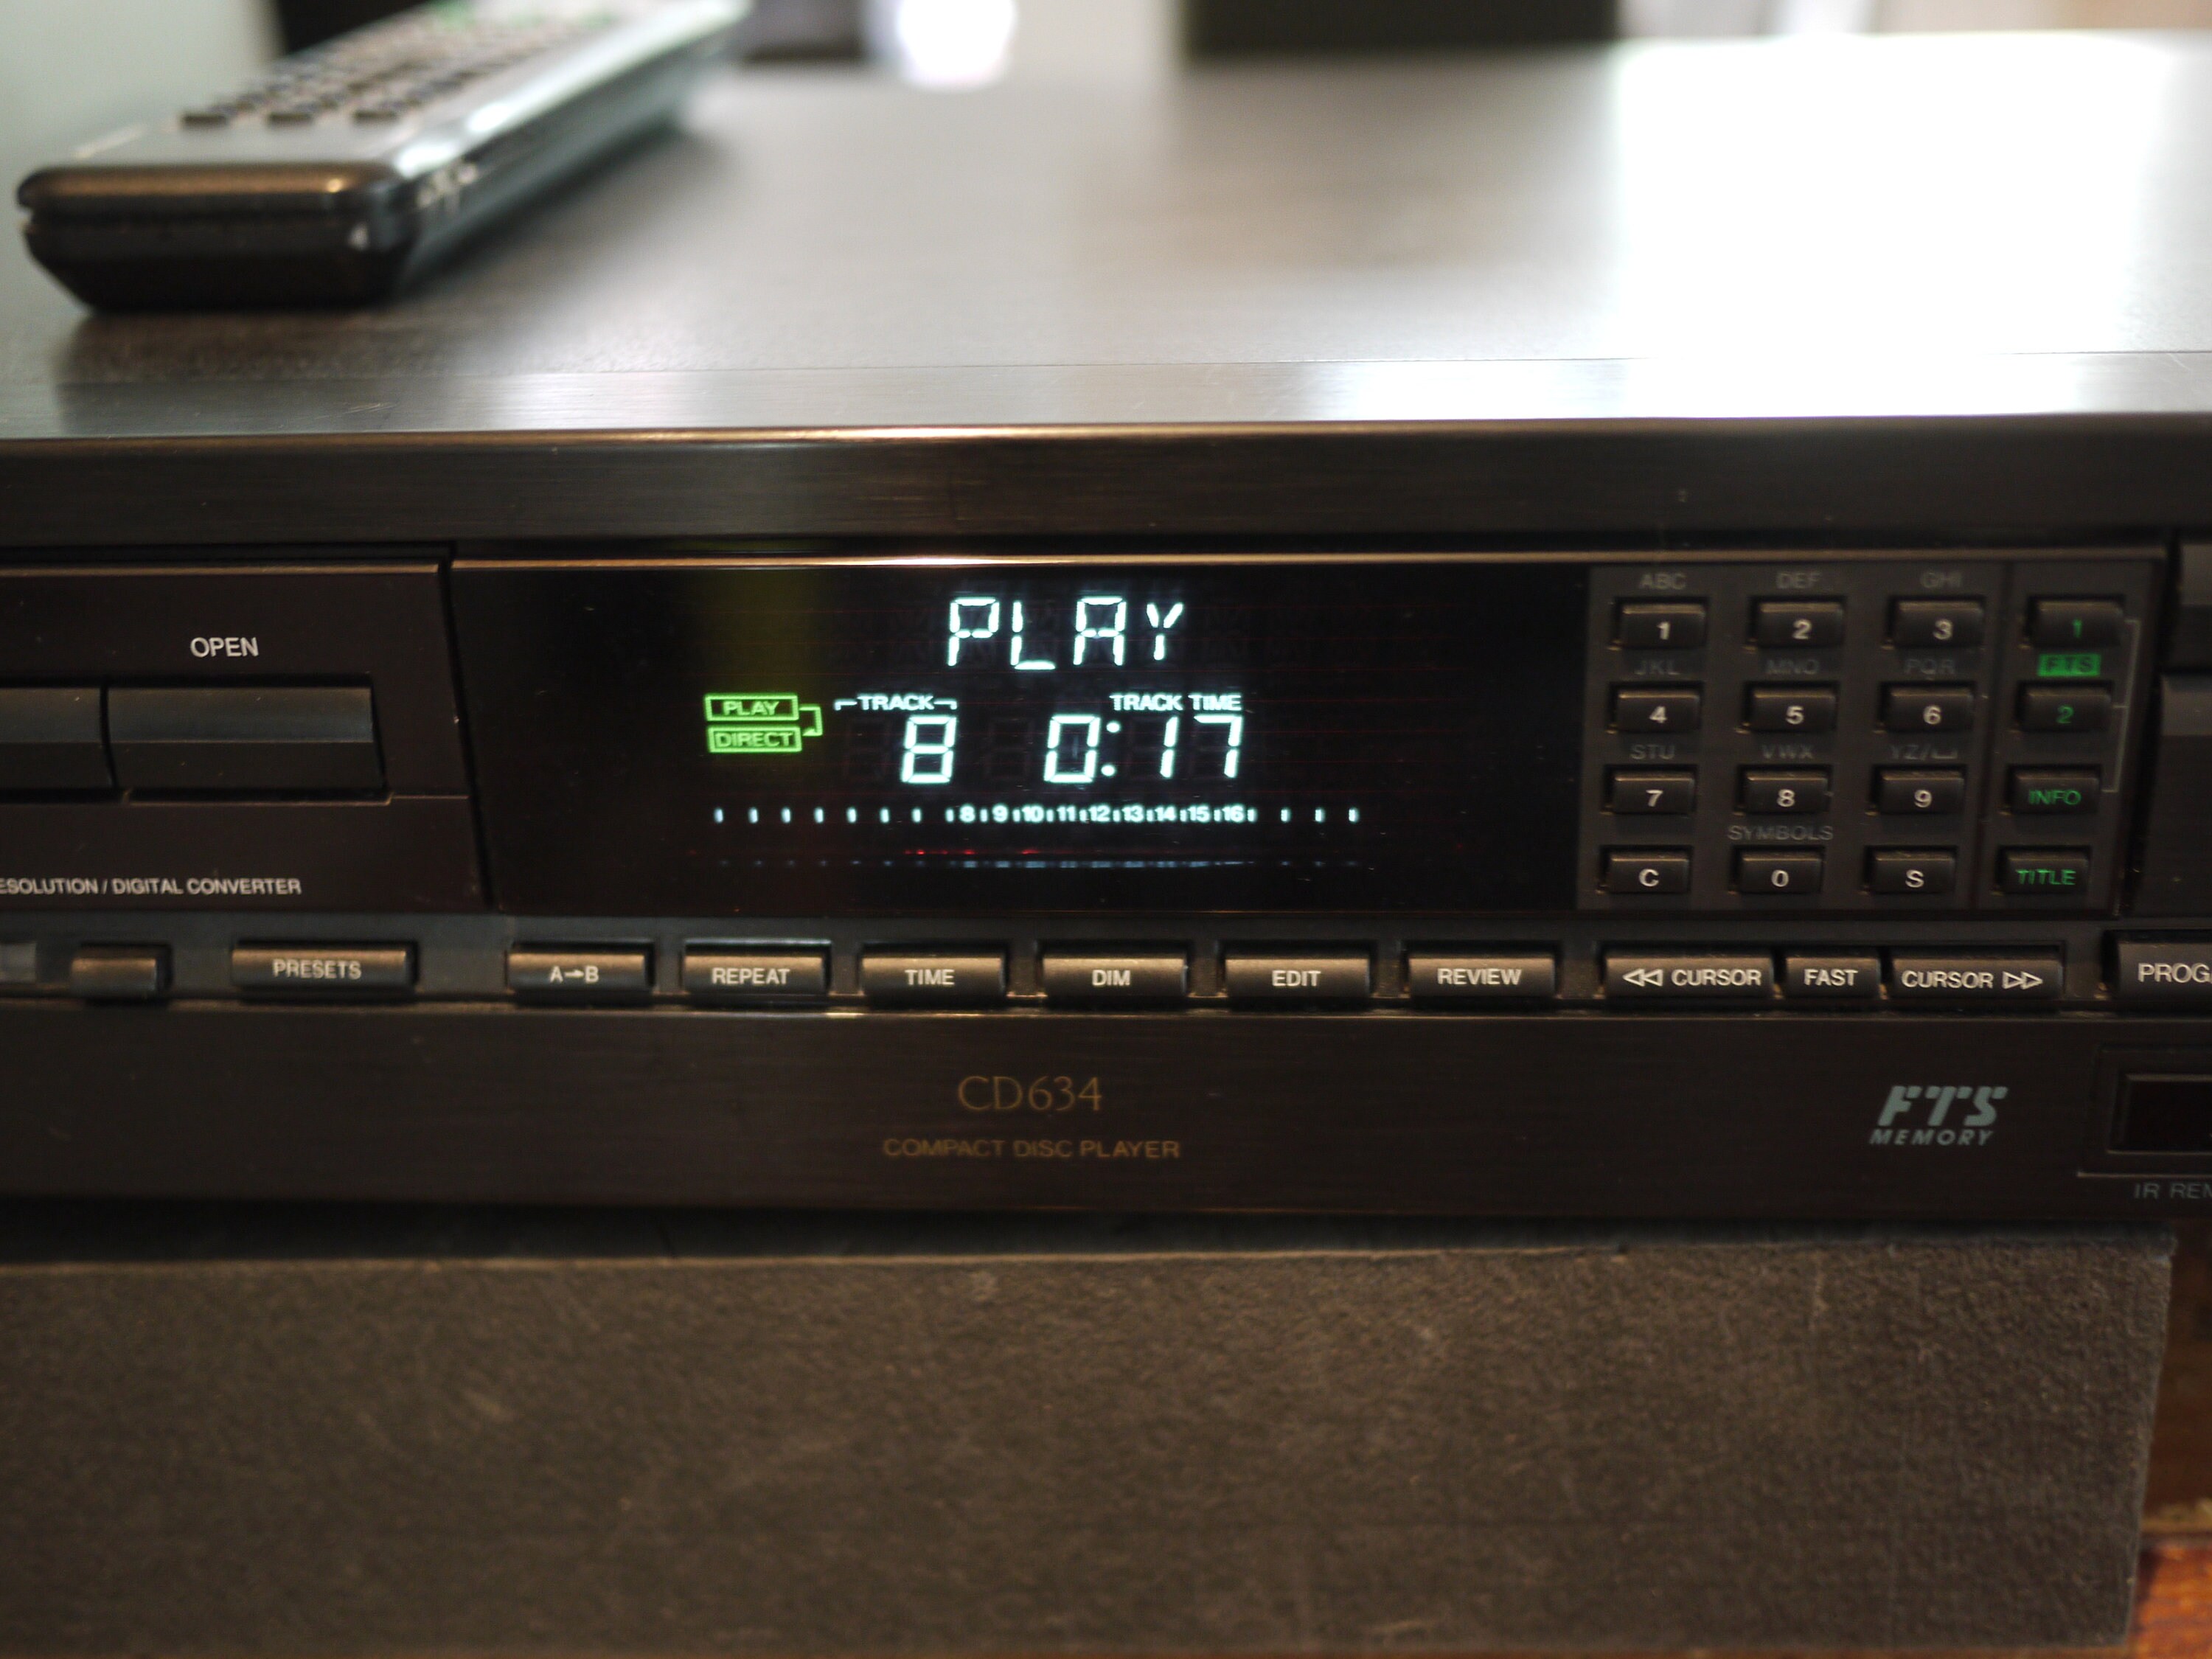 OPEN
ESOLUTION / DIGITAL CONVERTER
PLAY
PLAY
DIRECT
TRACK
TRACK TIME
8 0:17
8 9 10 11 12 13 14 15 16
ABC DEF GHI
1 2 3 1
JKL MNO PQR FTS
4 5 6 2
STU VWX YZ/⌴
7 8 9 INFO
SYMBOLS
C 0 S TITLE
PRESETS A→B REPEAT TIME DIM EDIT REVIEW ◁◁ CURSOR FAST CURSOR ▷▷ PROG
CD634
COMPACT DISC PLAYER
FTS
MEMORY
IR REM